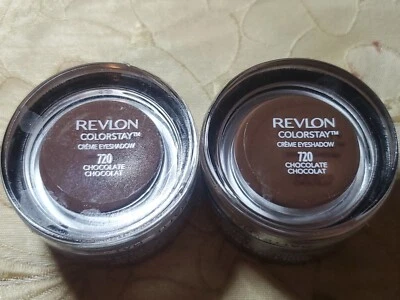 REVLON
COLORSTAY™
CRÈME EYESHADOW
720
CHOCOLATE
CHOCOLAT
REVLON
COLORSTAY™
CRÈME EYESHADOW
720
CHOCOLATE
CHOCOLAT